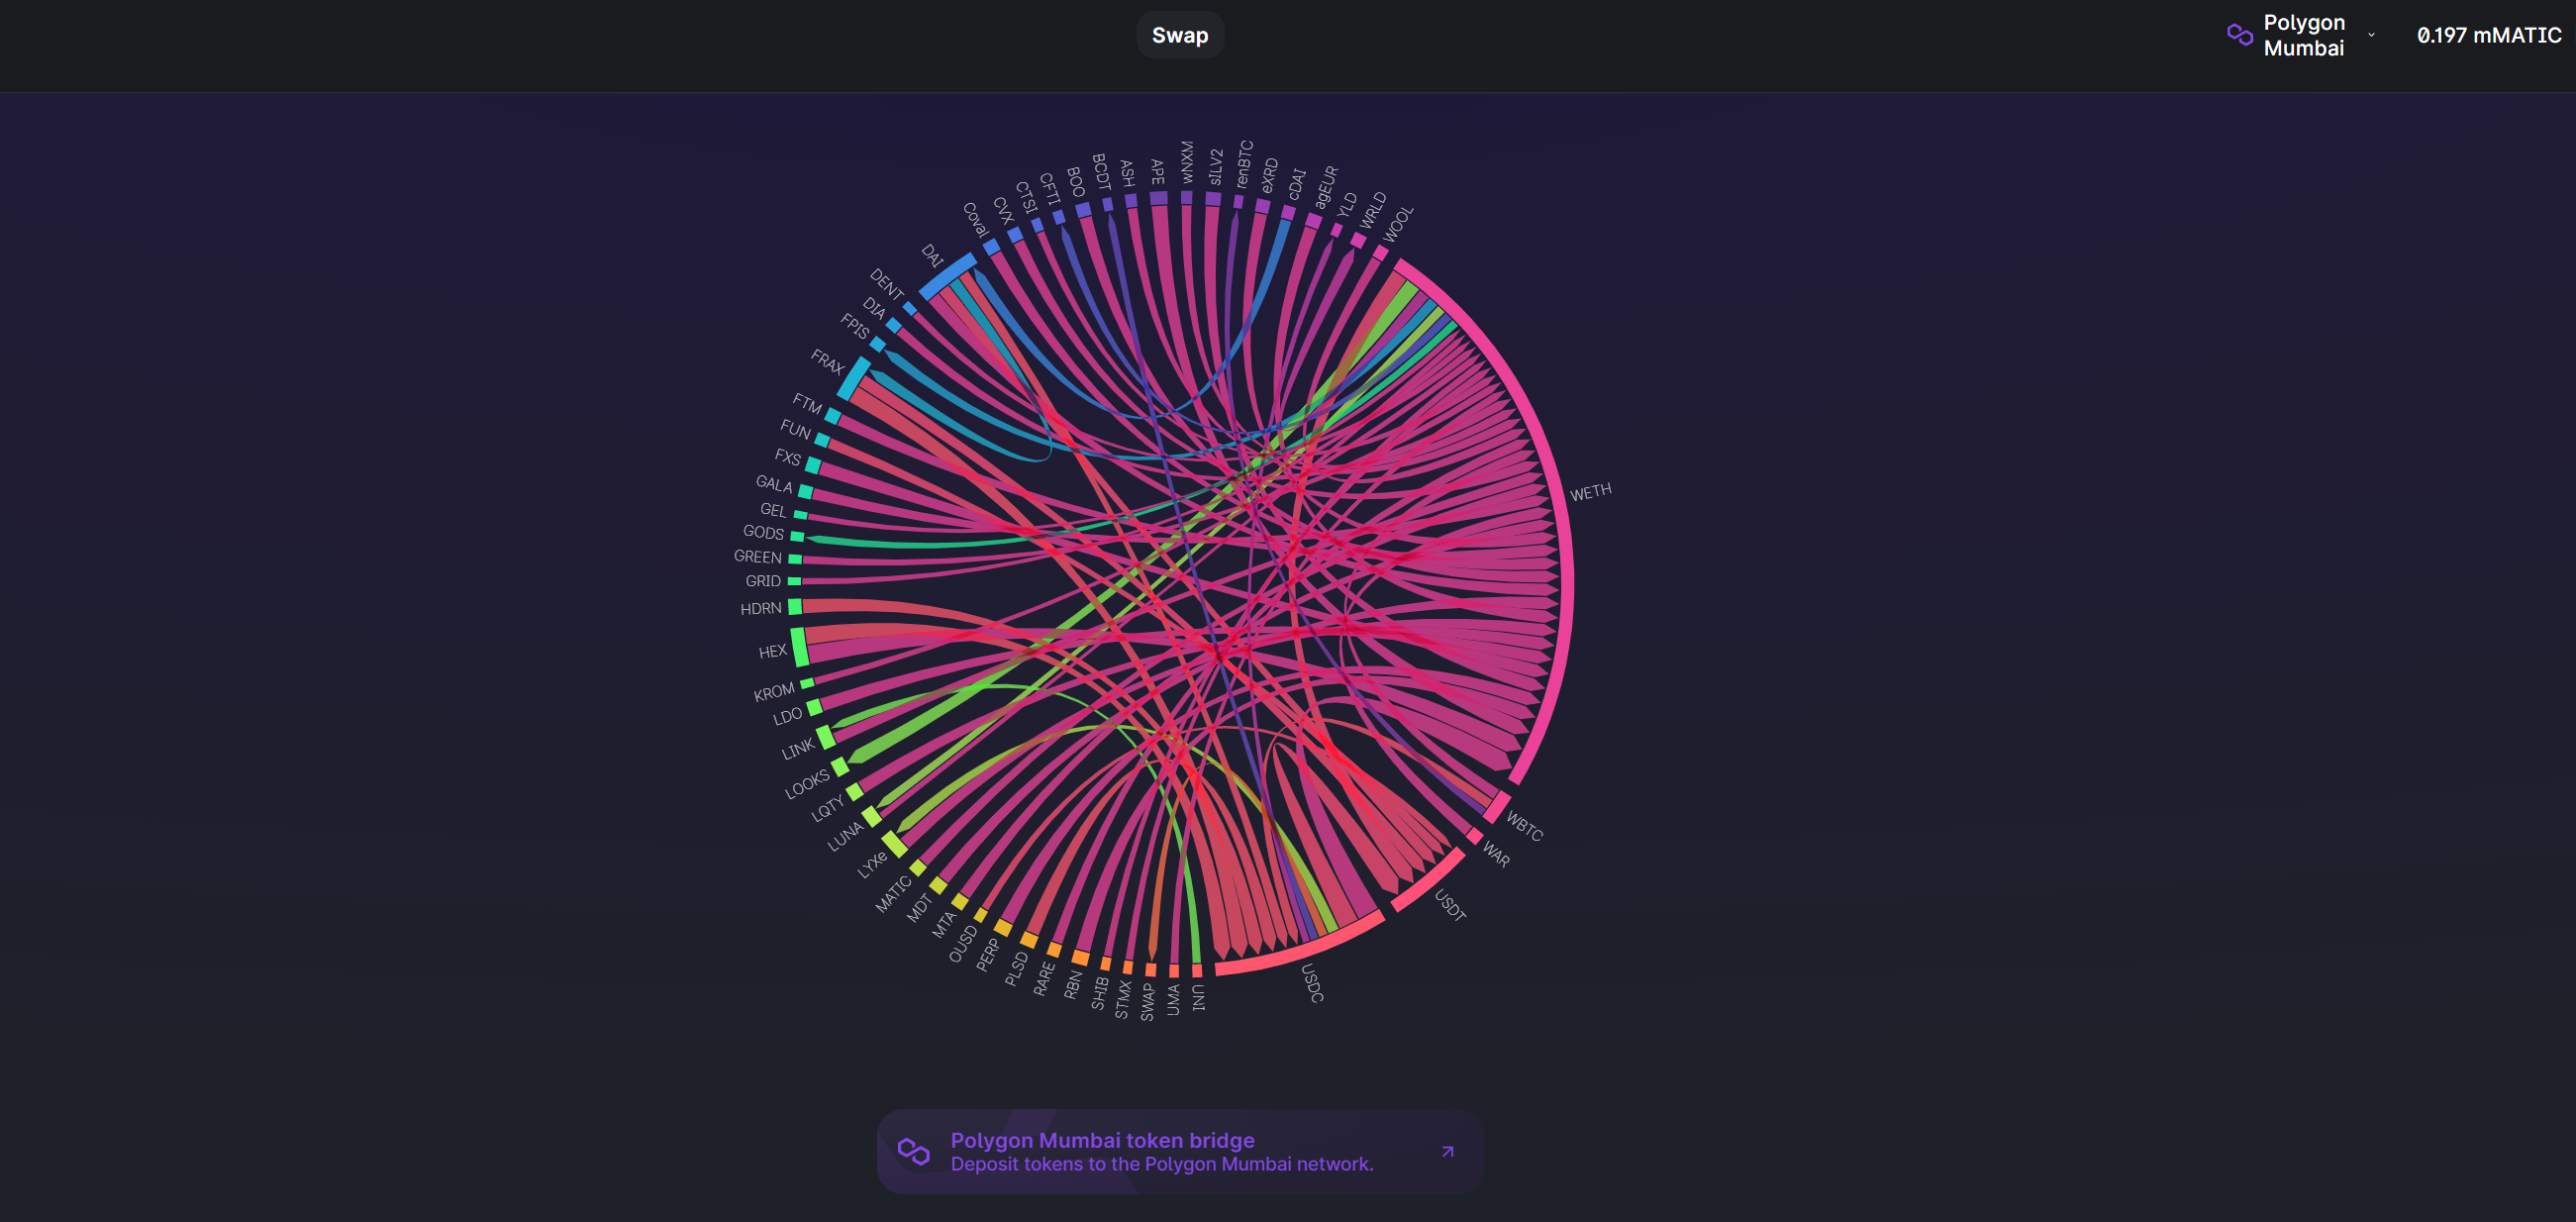 Swap
Polygon
Mumbai
0.197 mMATIC
WOOL
WRLD
YLD
agEUR
cDAI
eXRD
renBTC
sILV2
wNXM
APE
ASH
BCDT
BOO
CFTI
CTSI
CVX
Coval
DAI
DENT
DIA
FPIS
FRAX
FTM
FUN
FXS
GALA
GEL
GODS
GREEN
GRID
HDRN
HEX
KROM
LDO
LINK
LOOKS
LQTY
LUNA
LYXe
MATIC
MDT
MTA
OUSD
PERP
PLSD
RARE
RBN
SHIB
STMX
SWAP
UMA
UNI
USDC
USDT
WAR
WBTC
WETH
Polygon Mumbai token bridge
Deposit tokens to the Polygon Mumbai network.